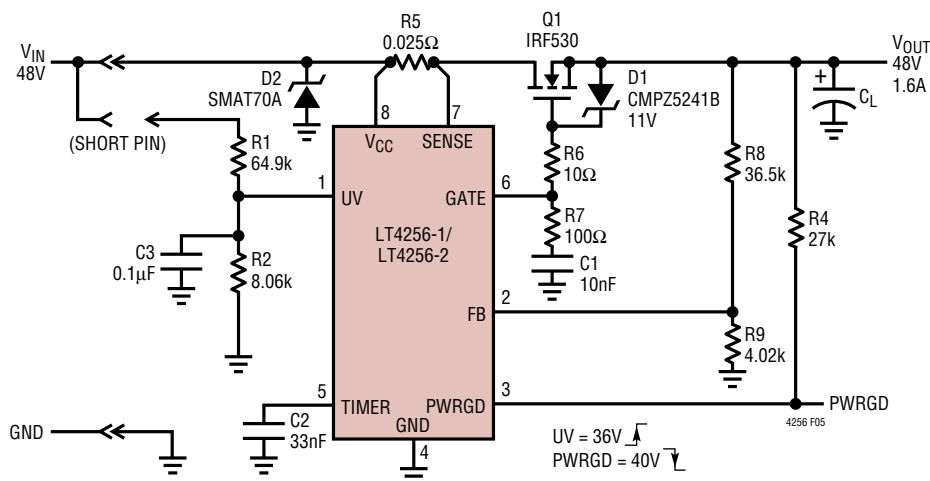 VIN
48V
(SHORT PIN)
R1
64.9k
D2
SMAT70A
R5
0.025Ω
Q1
IRF530
D1
CMPZ5241B
11V
VOUT
48V
1.6A
+
CL
8
7
VCC
SENSE
R6
10Ω
R8
36.5k
1
UV
GATE
6
R7
100Ω
R4
27k
LT4256-1/
LT4256-2
C3
0.1µF
R2
8.06k
C1
10nF
2
FB
R9
4.02k
5
TIMER
PWRGD
3
PWRGD
4256 F05
GND
C2
33nF
GND
4
UV = 36V
PWRGD = 40V